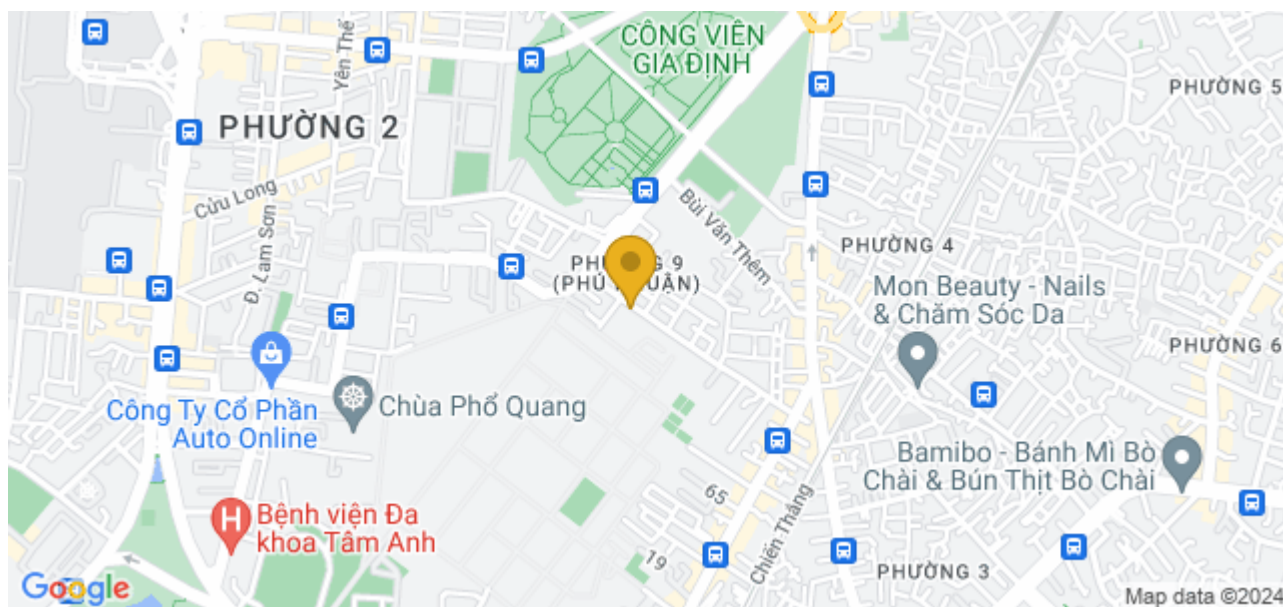 CÔNG VIÊN
GIA ĐỊNH
Yên Thế
PHƯỜNG 5
PHƯỜNG 2
Cửu Long
Đ. Lam Sơn
Bùi Văn Thêm
PHƯỜNG 4
(PHÚ
Mon Beauty - Nails
& Chăm Sóc Da
PHƯỜNG 6
Công Ty Cổ Phần
Auto Online
Chùa Phổ Quang
Bamibo - Bánh Mì Bò
Chài & Bún Thịt Bò Chài
65
Chiến Thắng
Bệnh viện Đa
khoa Tâm Anh
H
19
PHƯỜNG 3
Google
Map data ©2024